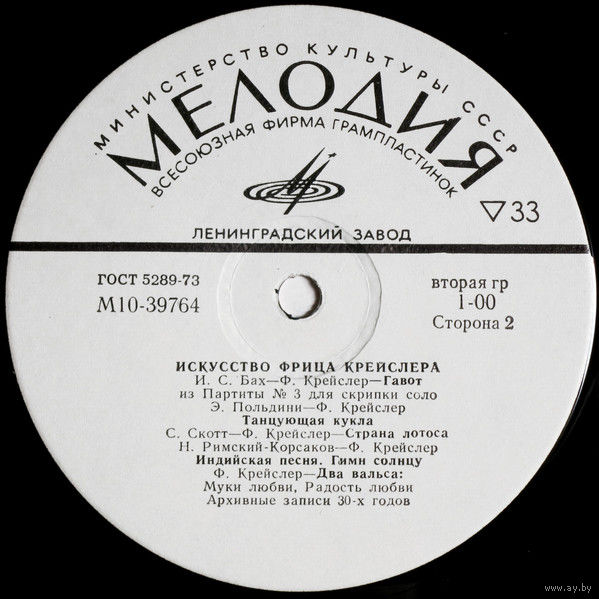 МИНИСТЕРСТВО КУЛЬТУРЫ СССР
МЕЛОДИЯ
ВСЕСОЮЗНАЯ ФИРМА ГРАМПЛАСТИНОК
▽33
ЛЕНИНГРАДСКИЙ ЗАВОД
ГОСТ 5289-73
М10-39764
вторая гр
1-00
Сторона 2
ИСКУССТВО ФРИЦА КРЕЙСЛЕРА
И. С. Бах—Ф. Крейслер—Гавот
из Партиты № 3 для скрипки соло
Э. Польдини—Ф. Крейслер
Танцующая кукла
С. Скотт—Ф. Крейслер—Страна лотоса
Н. Римский-Корсаков—Ф. Крейслер
Индийская песня. Гимн солнцу
Ф. Крейслер—Два вальса:
Муки любви, Радость любви
Архивные записи 30-х годов
www.ay.by